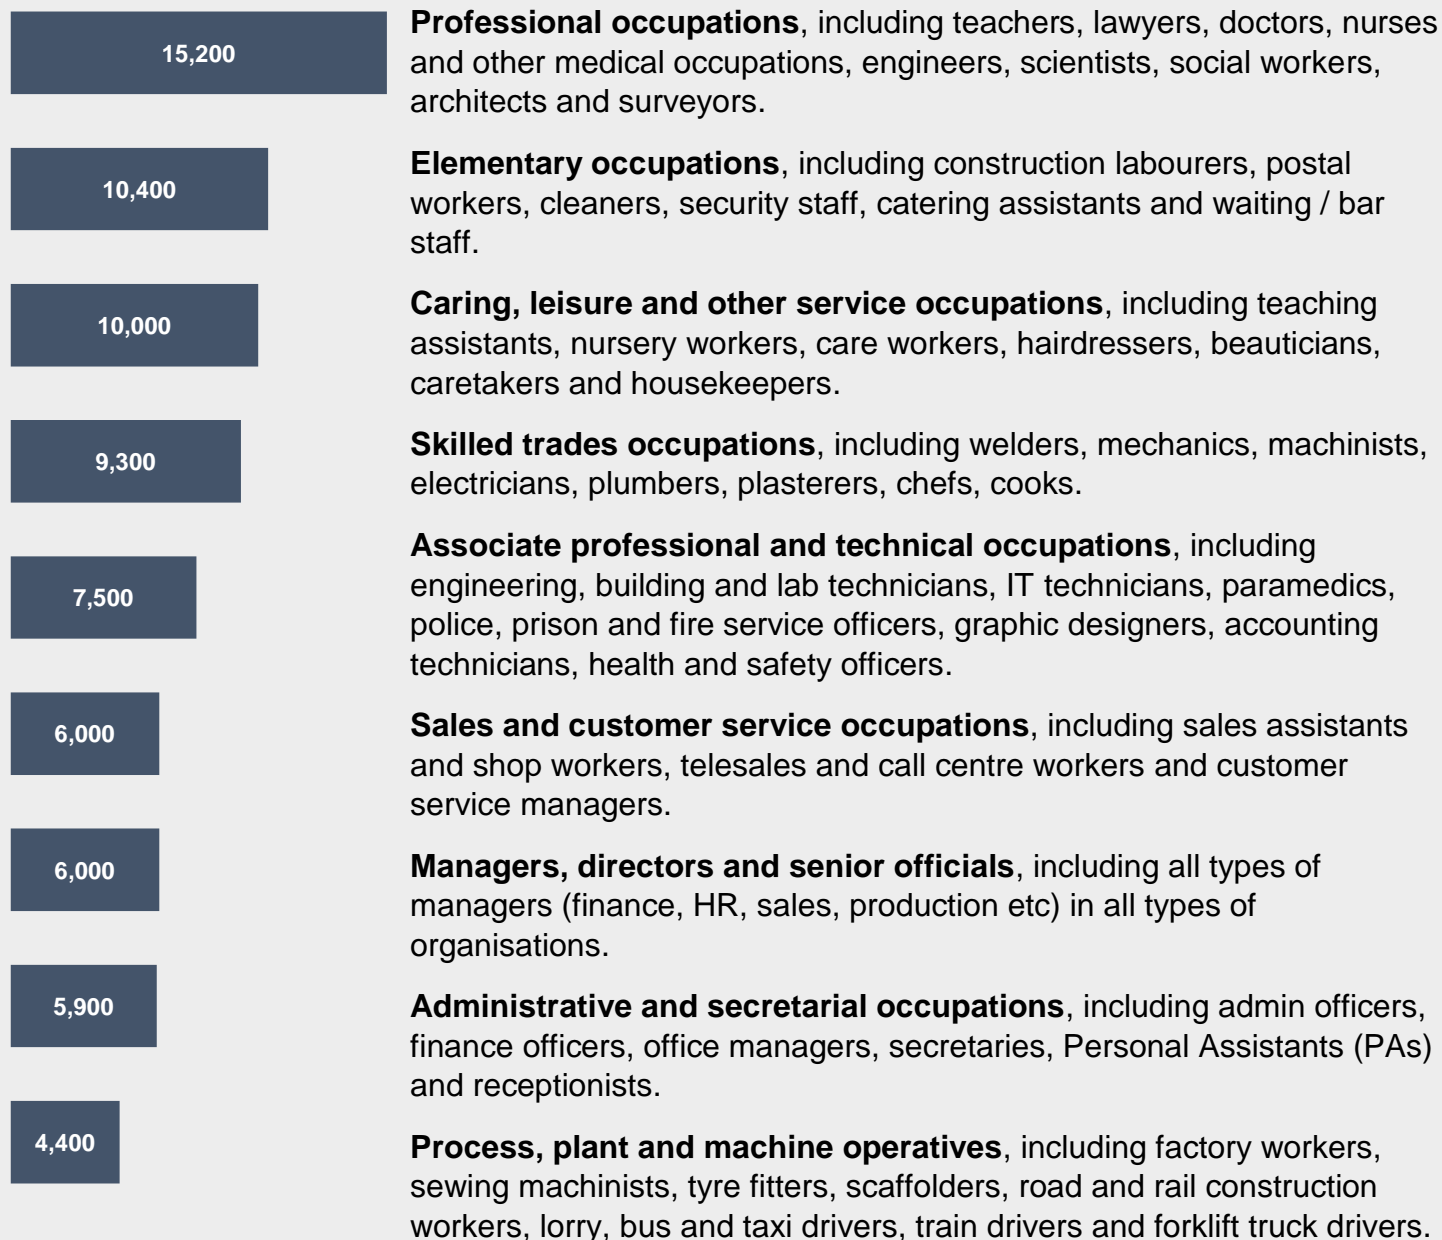 15,200
Professional occupations, including teachers, lawyers, doctors, nurses
and other medical occupations, engineers, scientists, social workers,
architects and surveyors.
10,400
Elementary occupations, including construction labourers, postal
workers, cleaners, security staff, catering assistants and waiting / bar
staff.
10,000
Caring, leisure and other service occupations, including teaching
assistants, nursery workers, care workers, hairdressers, beauticians,
caretakers and housekeepers.
9,300
Skilled trades occupations, including welders, mechanics, machinists,
electricians, plumbers, plasterers, chefs, cooks.
7,500
Associate professional and technical occupations, including
engineering, building and lab technicians, IT technicians, paramedics,
police, prison and fire service officers, graphic designers, accounting
technicians, health and safety officers.
6,000
Sales and customer service occupations, including sales assistants
and shop workers, telesales and call centre workers and customer
service managers.
6,000
Managers, directors and senior officials, including all types of
managers (finance, HR, sales, production etc) in all types of
organisations.
5,900
Administrative and secretarial occupations, including admin officers,
finance officers, office managers, secretaries, Personal Assistants (PAs)
and receptionists.
4,400
Process, plant and machine operatives, including factory workers,
sewing machinists, tyre fitters, scaffolders, road and rail construction
workers, lorry, bus and taxi drivers, train drivers and forklift truck drivers.